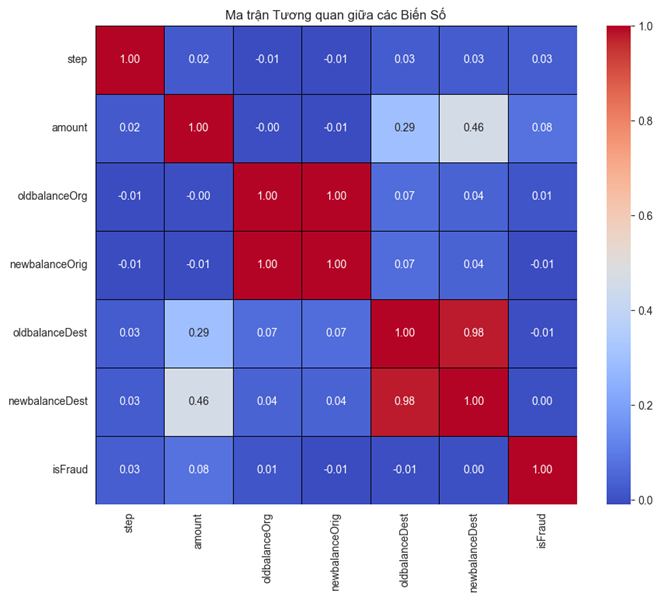 Ma trận Tương quan giữa các Biến Số
step 1.00 0.02 -0.01 -0.01 0.03 0.03 0.03
amount 0.02 1.00 -0.00 -0.01 0.29 0.46 0.08
oldbalanceOrg -0.01 -0.00 1.00 1.00 0.07 0.04 0.01
newbalanceOrig -0.01 -0.01 1.00 1.00 0.07 0.04 -0.01
oldbalanceDest 0.03 0.29 0.07 0.07 1.00 0.98 -0.01
newbalanceDest 0.03 0.46 0.04 0.04 0.98 1.00 0.00
isFraud 0.03 0.08 0.01 -0.01 -0.01 0.00 1.00
step amount oldbalanceOrg newbalanceOrig oldbalanceDest newbalanceDest isFraud
1.0
0.8
0.6
0.4
0.2
0.0